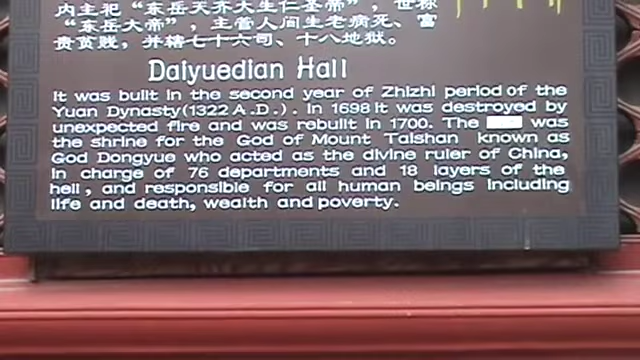 内主祀“东岳天齐大生仁圣帝”，世称
“东岳大帝”，主管人间生老病死、富
贵贫贱，并辖七十六司、十八地狱。
Daiyuedian Hall
It was built in the second year of Zhizhi period of the
Yuan Dynasty(1322 A.D.). In 1698 it was destroyed by
unexpected fire and was rebuilt in 1700. The was
the shrine for the God of Mount Taishan known as
God Dongyue who acted as the divine ruler of China,
in charge of 76 departments and 18 layers of the
hell, and responsible for all human beings including
life and death, wealth and poverty.